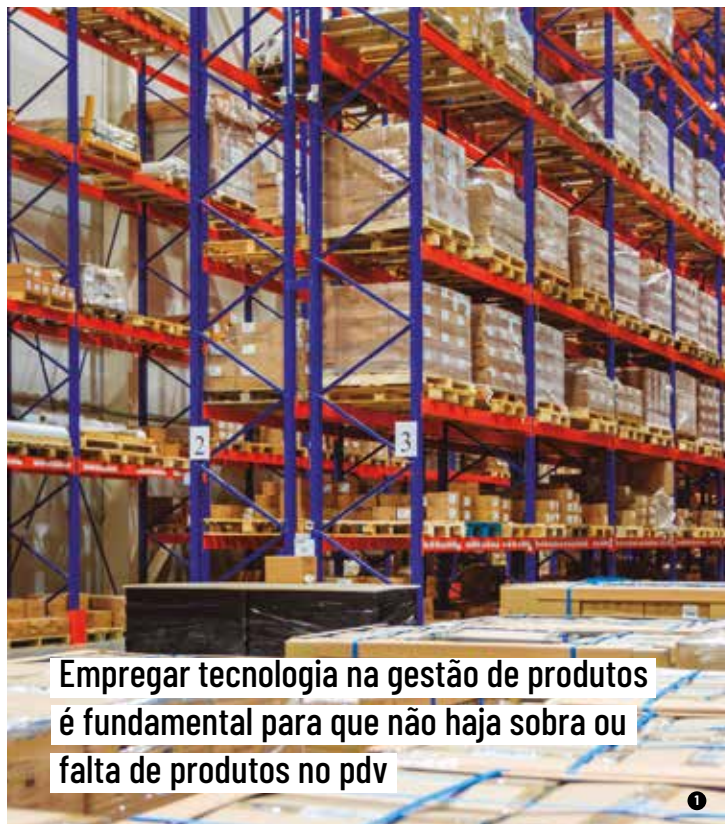 2
3
Empregar tecnologia na gestão de produtos
é fundamental para que não haja sobra ou
falta de produtos no pdv
1